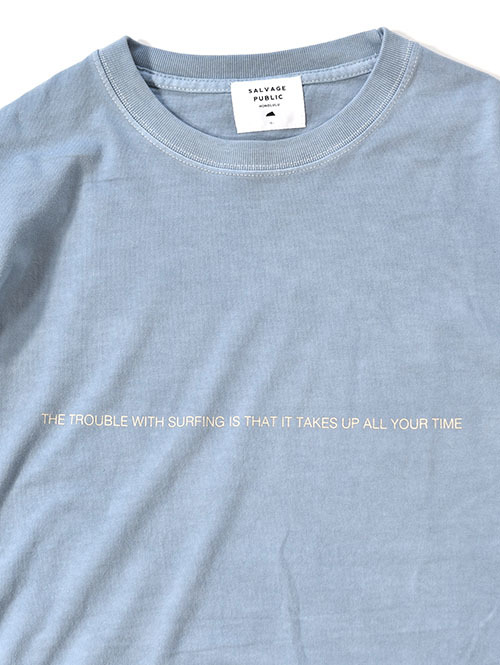 SALVAGE
PUBLIC
HONOLULU
THE TROUBLE WITH SURFING IS THAT IT TAKES UP ALL YOUR TIME